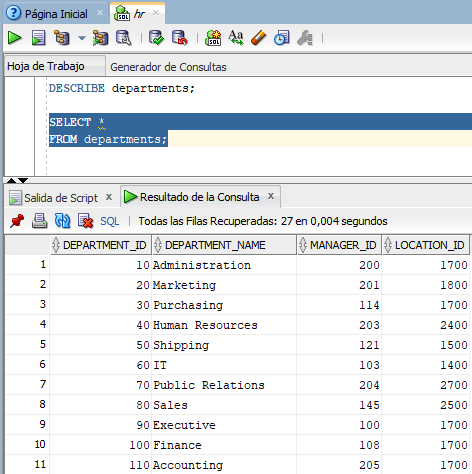 Página Inicial hr
Hoja de Trabajo Generador de Consultas
DESCRIBE departments;
SELECT *
FROM departments;
Salida de Script x Resultado de la Consulta x
SQL | Todas las Filas Recuperadas: 27 en 0,004 segundos
DEPARTMENT_ID DEPARTMENT_NAME MANAGER_ID LOCATION_ID
1 10 Administration 200 1700
2 20 Marketing 201 1800
3 30 Purchasing 114 1700
4 40 Human Resources 203 2400
5 50 Shipping 121 1500
6 60 IT 103 1400
7 70 Public Relations 204 2700
8 80 Sales 145 2500
9 90 Executive 100 1700
10 100 Finance 108 1700
11 110 Accounting 205 1700